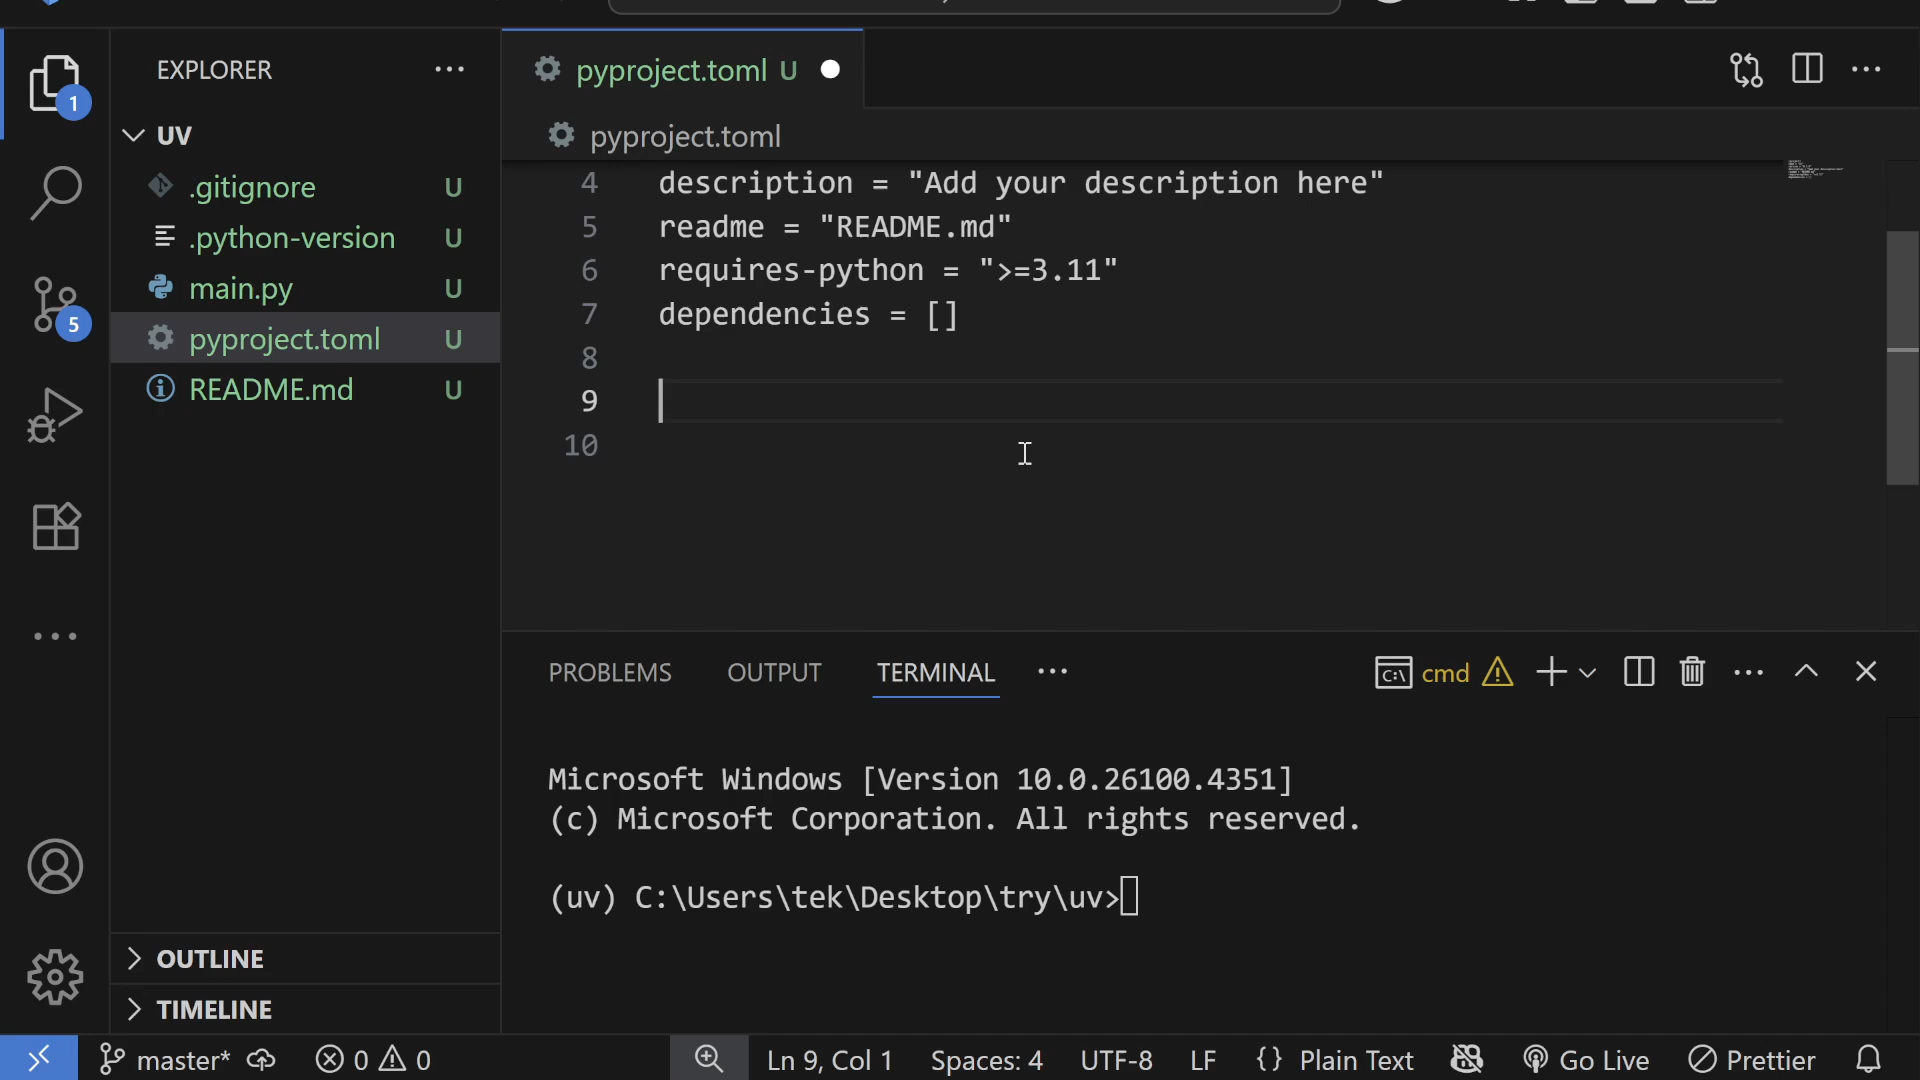 EXPLORER
pyproject.toml U
1
UV
pyproject.toml
.gitignore U
.python-version U
main.py U
pyproject.toml U
README.md U
5
4 description = "Add your description here"
5 readme = "README.md"
6 requires-python = ">=3.11"
7 dependencies = []
8
9
10
PROBLEMS OUTPUT TERMINAL
cmd
Microsoft Windows [Version 10.0.26100.4351]
(c) Microsoft Corporation. All rights reserved.
(uv) C:\Users\tek\Desktop\try\uv>
OUTLINE
TIMELINE
master* 0 0 Ln 9, Col 1 Spaces: 4 UTF-8 LF {} Plain Text Go Live Prettier